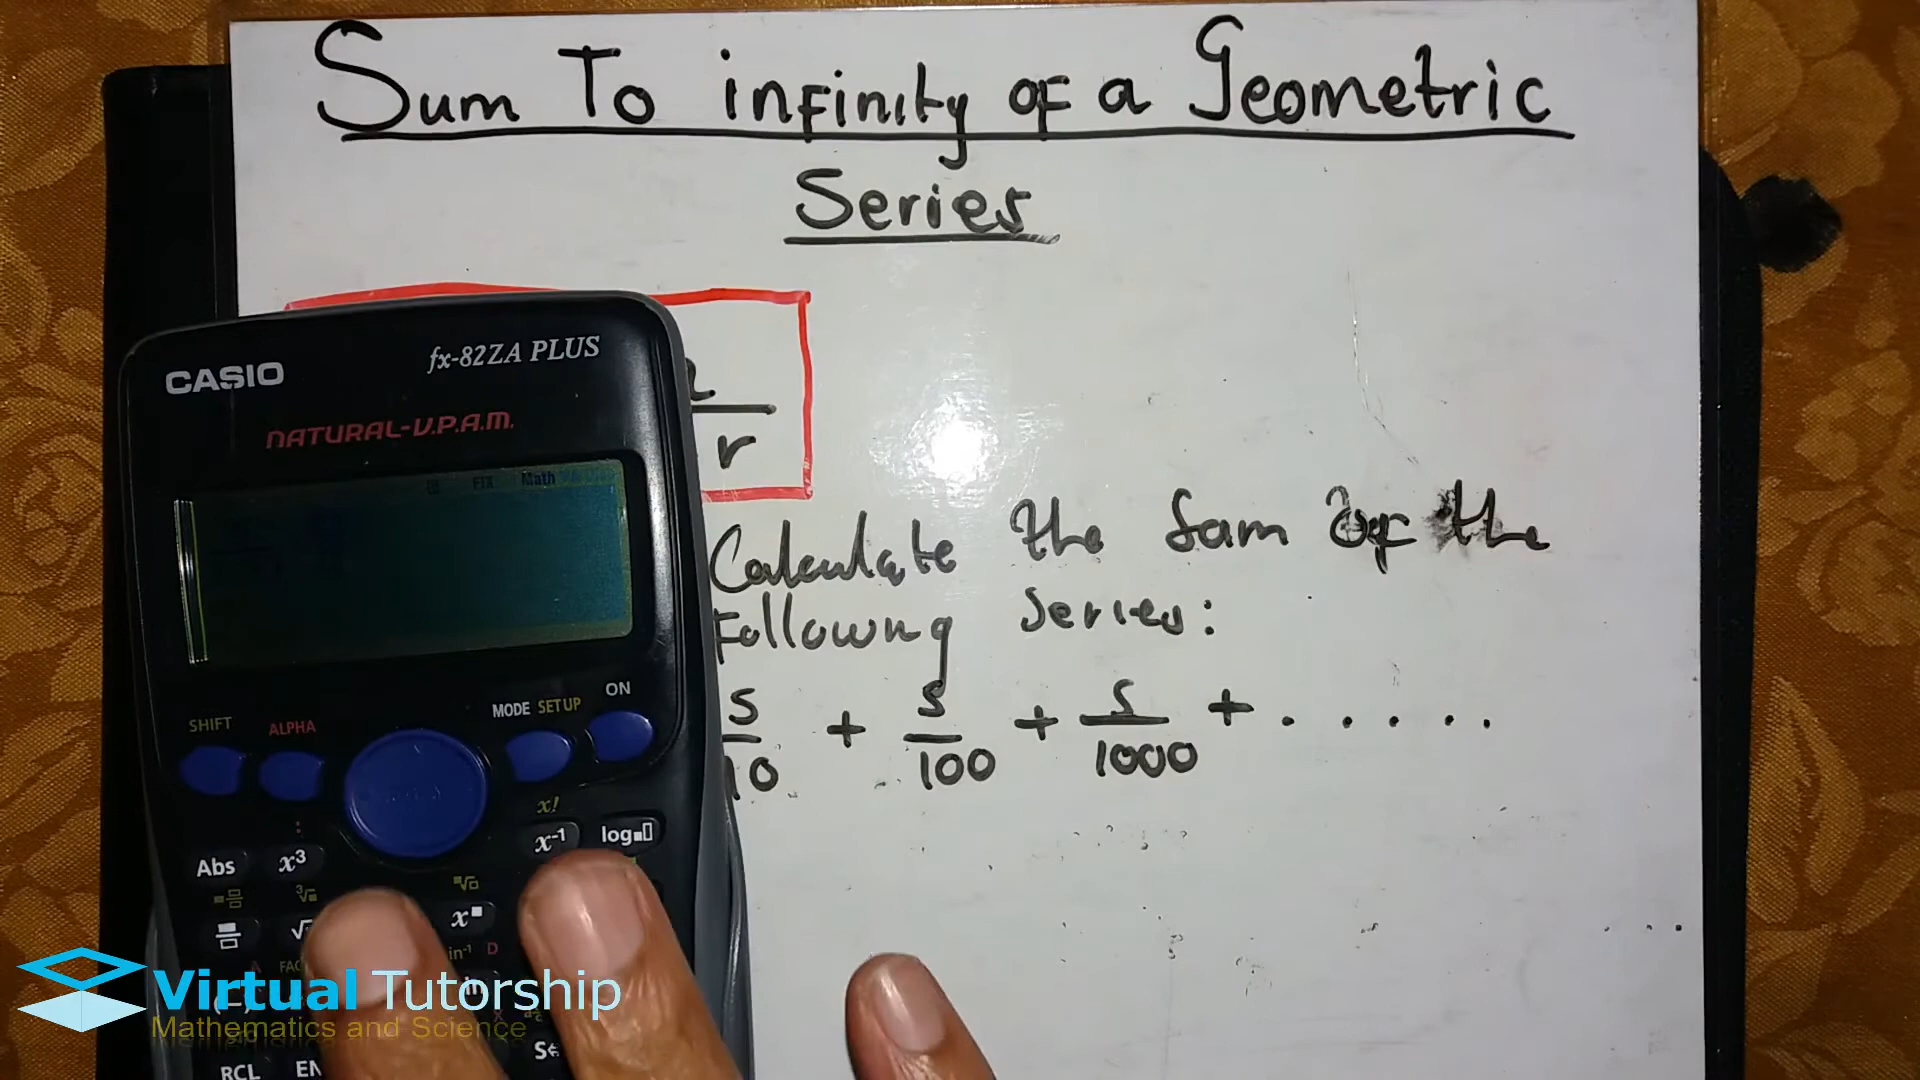 Sum To infinity of a Geometric
Series
CASIO
fx-82ZA PLUS
NATURAL-V.P.A.M.
r
FIX Math
Calculate the Sum of the
Following Series:
5/10 + 5/100 + 5/1000 + . . . . . .
SHIFT ALPHA MODE SETUP ON
x!
Abs x³ x⁻¹ log
x■
Virtual Tutorship
Mathematics and Science
RCL